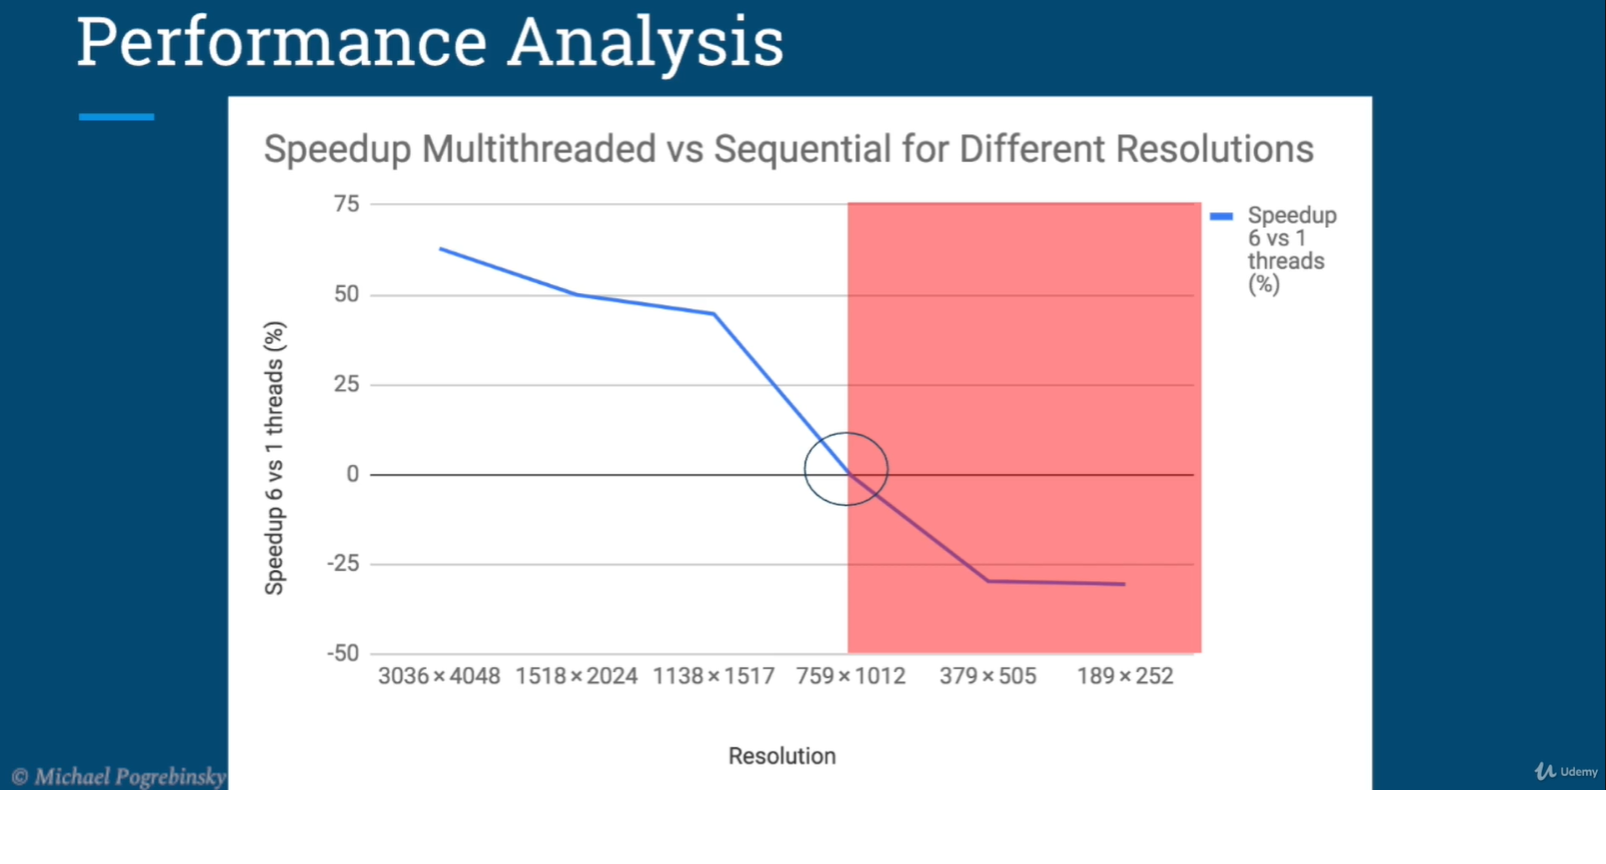 Performance Analysis
Speedup Multithreaded vs Sequential for Different Resolutions
75
50
25
0
-25
-50
Speedup 6 vs 1 threads (%)
Speedup
6 vs 1
threads
(%)
3036×4048 1518×2024 1138×1517 759×1012 379×505 189×252
Resolution
© Michael Pogrebinsky
Udemy